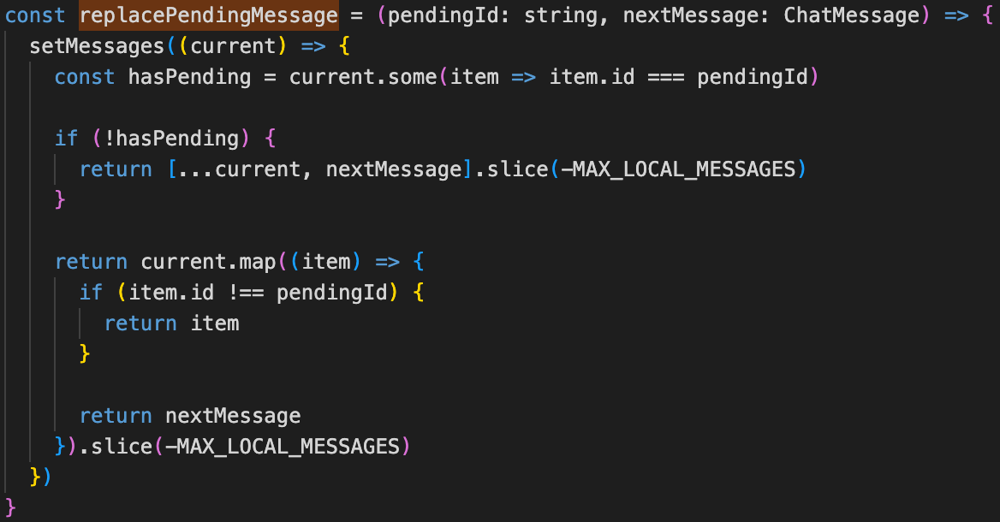 const replacePendingMessage = (pendingId: string, nextMessage: ChatMessage) => {
  setMessages((current) => {
    const hasPending = current.some(item => item.id === pendingId)

    if (!hasPending) {
      return [...current, nextMessage].slice(-MAX_LOCAL_MESSAGES)
    }

    return current.map((item) => {
      if (item.id !== pendingId) {
        return item
      }

      return nextMessage
    }).slice(-MAX_LOCAL_MESSAGES)
  })
}